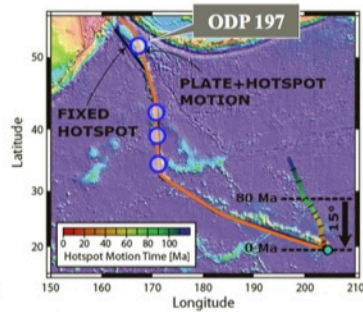 ODP 197
50
PLATE+HOTSPOT
MOTION
FIXED
HOTSPOT
40
Latitude
30
80 Ma
15°
0 Ma
20
0 20 40 60 80 100
Hotspot Motion Time [Ma]
150 160 170 180 190 200 210
Longitude